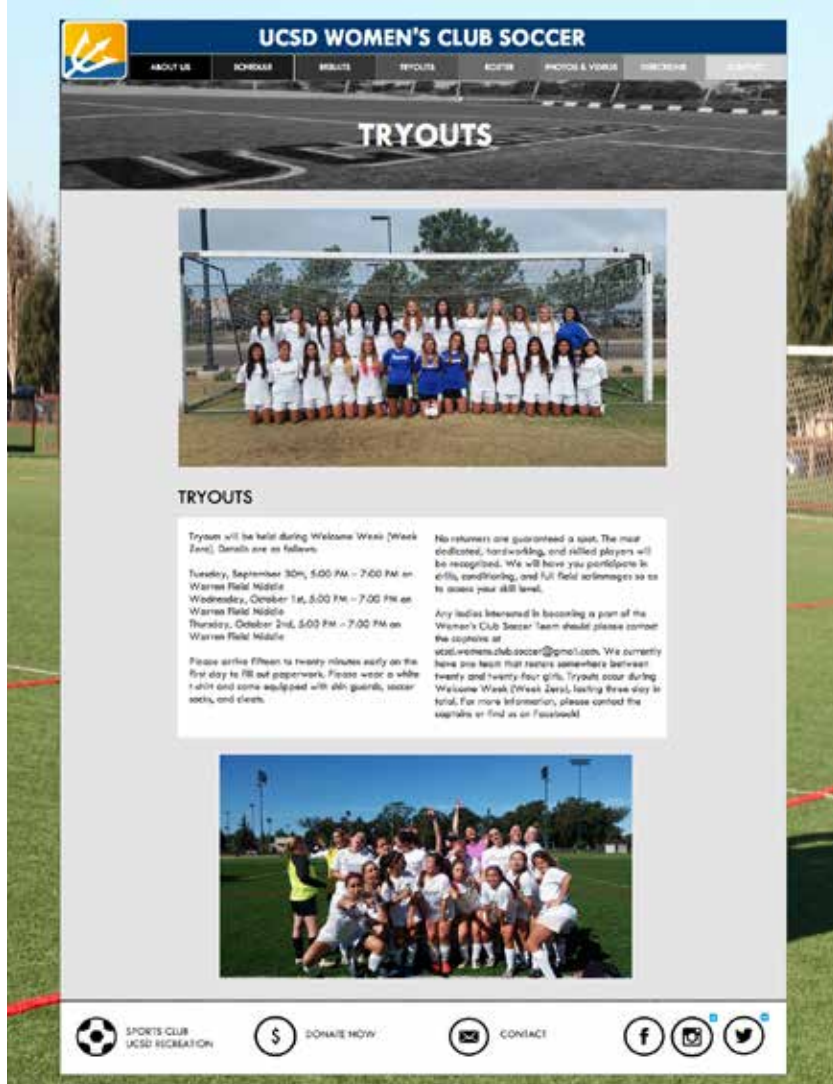 UCSD WOMEN'S CLUB SOCCER
ABOUT US
SCHEDULE
RESULTS
TRYOUTS
ROSTER
PHOTOS & VIDEOS
CONTACT
TRYOUTS
TRYOUTS
Tryouts will be held during Welcome Week (Week
Zero). Details are as follows:
Tuesday, September 30th, 5:00 PM – 7:00 PM on
Warren Field Middle
Wednesday, October 1st, 5:00 PM – 7:00 PM on
Warren Field Middle
Thursday, October 2nd, 5:00 PM – 7:00 PM on
Warren Field Middle
Please arrive fifteen to twenty minutes early on the
first day to fill out paperwork. Please wear a white
t-shirt and come equipped with shin guards, soccer
socks, and cleats.
No returners are guaranteed a spot. The most
dedicated, hardworking, and skilled players will
be recognized. We will have you participate in
drills, conditioning, and full field scrimmages so as
to assess your skill level.
Any ladies interested in becoming a part of the
Women's Club Soccer Team should please contact
the captains at
ucsd.womens.club.soccer@gmail.com. We currently
have one team that rosters somewhere between
twenty and twenty-four girls. Tryouts occur during
Welcome Week (Week Zero), lasting three day in
total. For more information, please contact the
captains or find us on Facebook!
SPORTS CLUB
UCSD RECREATION
$
DONATE NOW
CONTACT
f